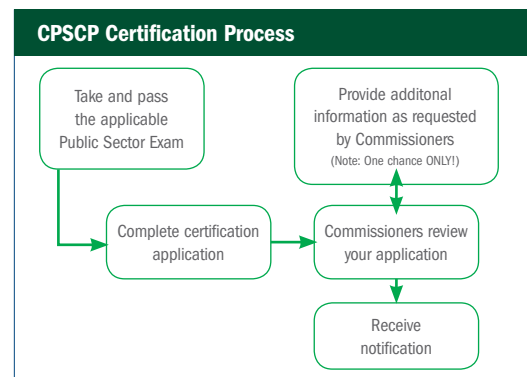 CPSCP Certification Process
Take and pass
the applicable
Public Sector Exam
Provide additonal
information as requested
by Commissioners
(Note: One chance ONLY!)
Complete certification
application
Commissioners review
your application
Receive
notification